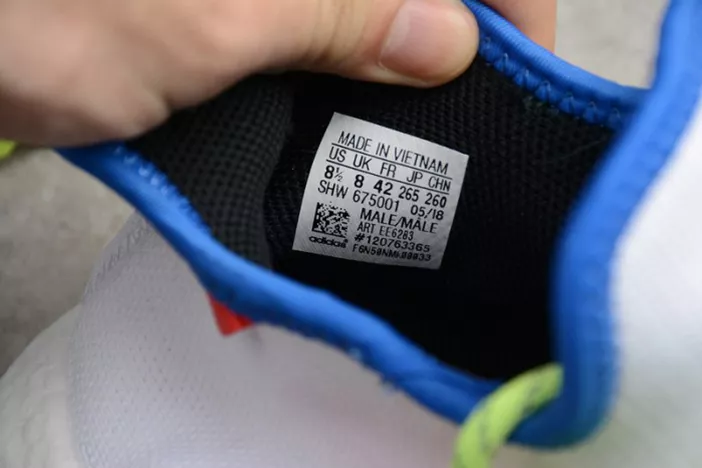 MADE IN VIETNAM
US UK FR JP CHN
8½ 8 42 265 260
SHW 675001 05/18
MALE/MÂLE
ART EE6283
#120763365
adidas